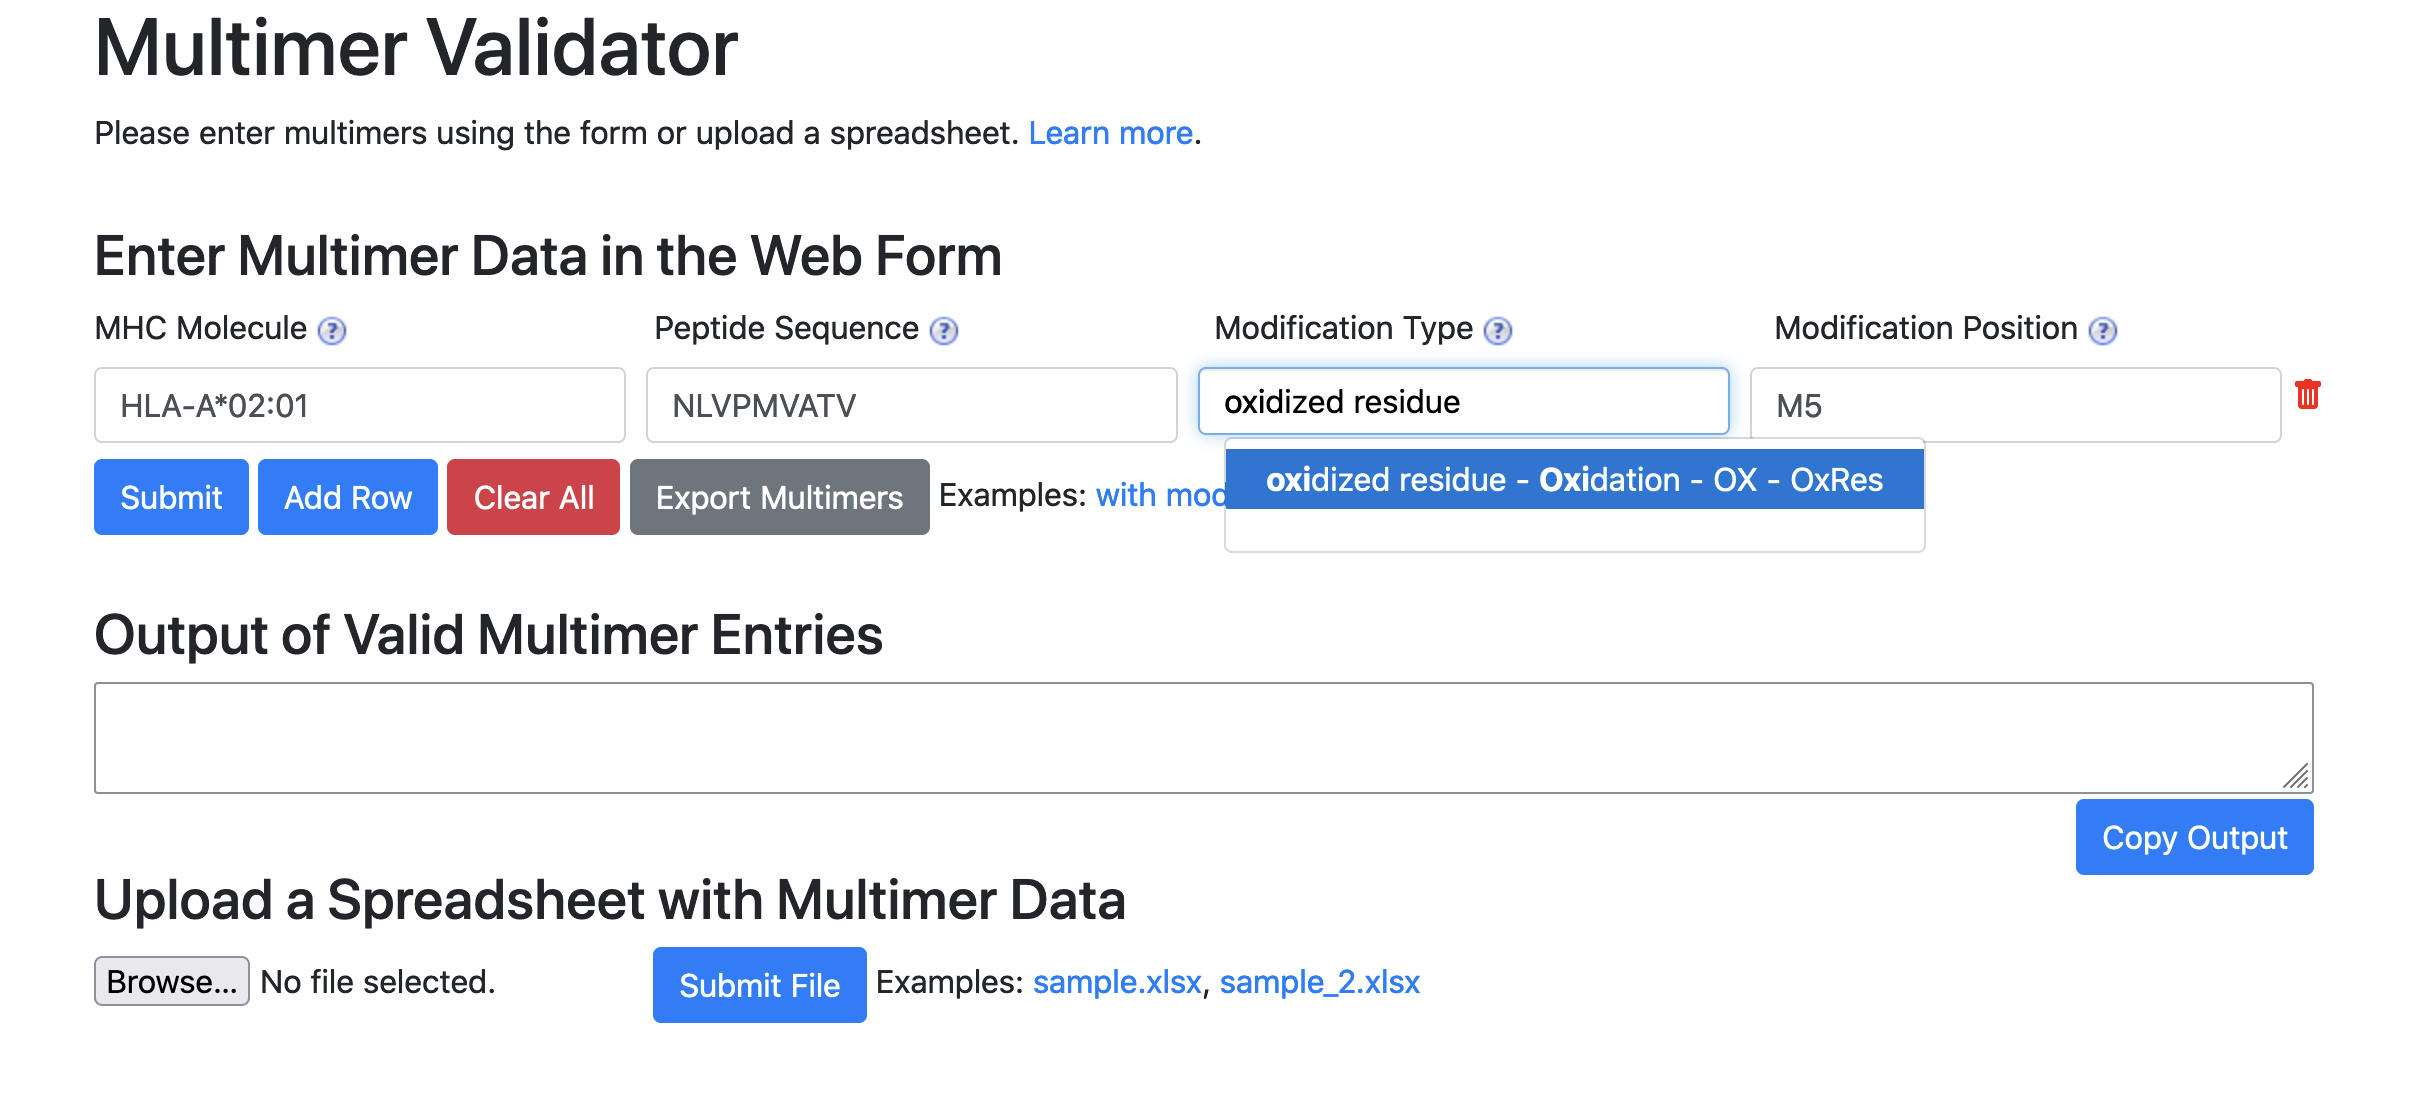 Multimer Validator
Please enter multimers using the form or upload a spreadsheet. Learn more.
Enter Multimer Data in the Web Form
MHC Molecule ? Peptide Sequence ? Modification Type ? Modification Position ?
HLA-A*02:01 NLVPMVATV oxidized residue M5
oxidized residue - Oxidation - OX - OxRes
Submit Add Row Clear All Export Multimers Examples: with mod
Output of Valid Multimer Entries
Copy Output
Upload a Spreadsheet with Multimer Data
Browse... No file selected. Submit File Examples: sample.xlsx, sample_2.xlsx